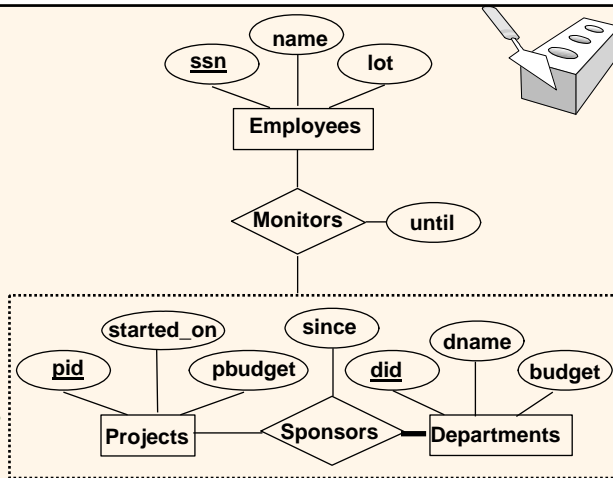 name
ssn
lot
Employees
Monitors
until
started_on
since
dname
pid
pbudget
did
budget
Projects
Sponsors
Departments